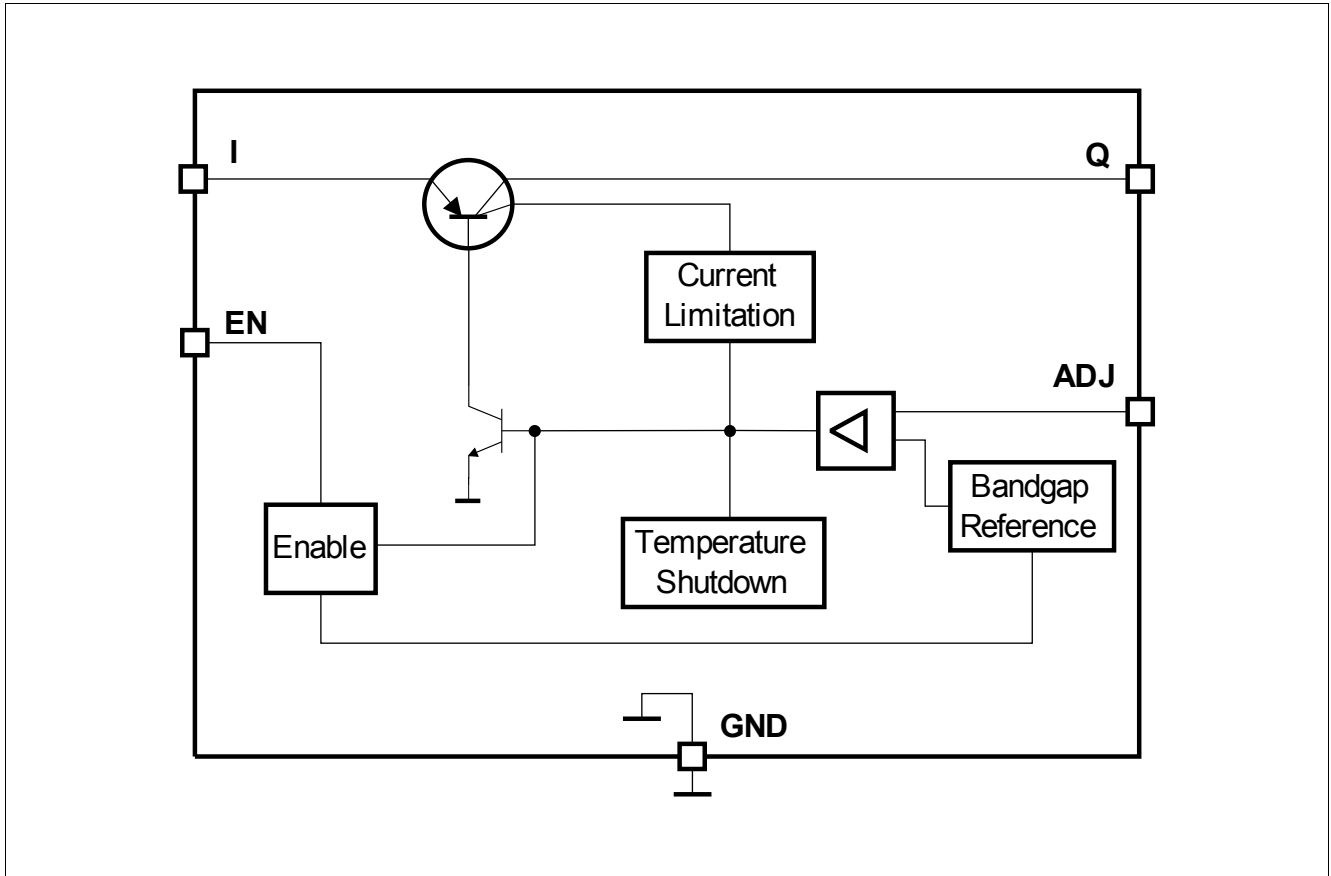 I
Q
Current
Limitation
EN
ADJ
Bandgap
Reference
Enable
Temperature
Shutdown
GND